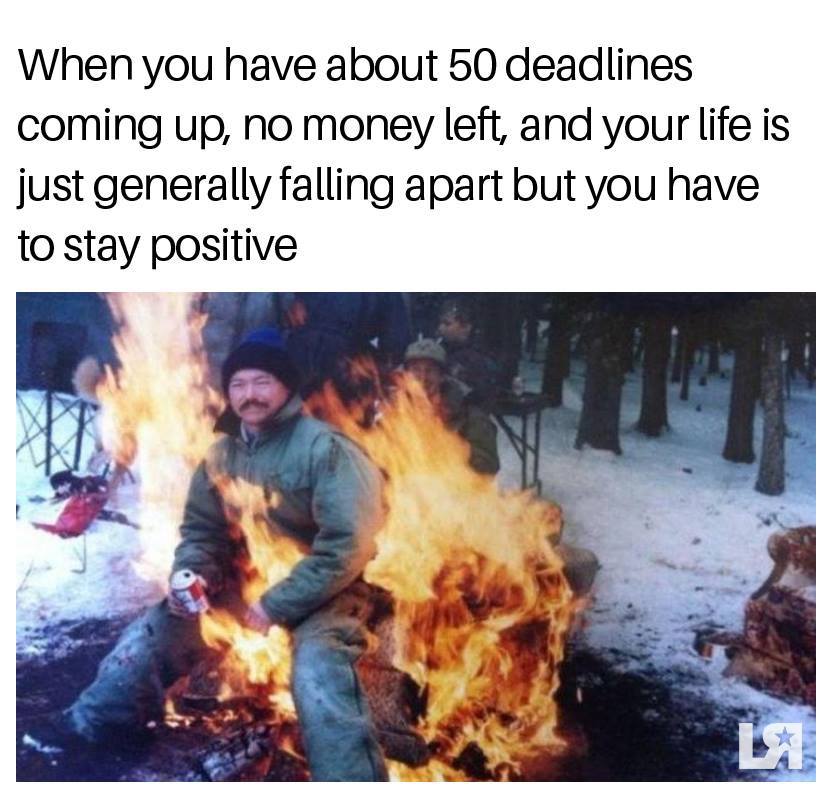 When you have about 50 deadlines
coming up, no money left, and your life is
just generally falling apart but you have
to stay positive
LЯ